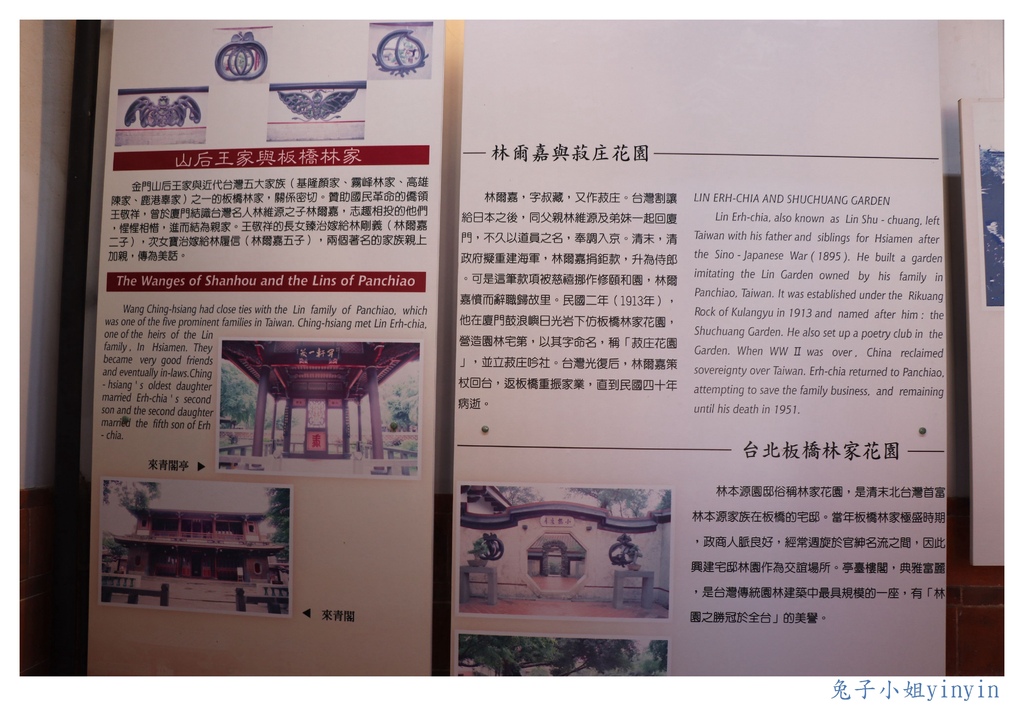 山后王家與板橋林家
金門山后王家與近代台灣五大家族（基隆顏家、霧峰林家、高雄
陳家、鹿港辜家）之一的板橋林家，關係密切。贊助國民革命的僑領
王敬祥，曾於廈門結識台灣名人林維源之子林爾嘉，志趣相投的他們
，惺惺相惜，進而結為親家。王敬祥的長女臻治嫁給林剛義（林爾嘉
二子），次女寶治嫁給林履信（林爾嘉五子），兩個著名的家族親上
加親，傳為美話。
The Wanges of Shanhou and the Lins of Panchiao
Wang Ching-hsiang had close ties with the Lin family of Panchiao, which
was one of the five prominent families in Taiwan. Ching-hsiang met Lin Erh-chia,
one of the heirs of the Lin
family, In Hsiamen. They
became very good friends
and eventually in-laws.Ching
- hsiang's oldest daughter
married Erh-chia's second
son and the second daughter
married the fifth son of Erh
- chia.
來青閣亭
來青閣
林爾嘉與菽庄花園
林爾嘉，字叔臧，又作菽庄。台灣割讓
給日本之後，同父親林維源及弟妹一起回廈
門，不久以道員之名，奉調入京。清末，清
政府擬重建海軍，林爾嘉捐鉅款，升為侍郎
。可是這筆款項被慈禧挪作修頤和園，林爾
嘉憤而辭職歸故里。民國二年（1913年），
他在廈門鼓浪嶼日光岩下仿板橋林家花園，
營造園林宅第，以其字命名，稱「菽庄花園
」，並立菽庄吟社。台灣光復后，林爾嘉策
杖回台，返板橋重振家業，直到民國四十年
病逝。
LIN ERH-CHIA AND SHUCHUANG GARDEN
Lin Erh-chia, also known as Lin Shu - chuang, left
Taiwan with his father and siblings for Hsiamen after
the Sino - Japanese War ( 1895 ). He built a garden
imitating the Lin Garden owned by his family in
Panchiao, Taiwan. It was established under the Rikuang
Rock of Kulangyu in 1913 and named after him : the
Shuchuang Garden. He also set up a poetry club in the
Garden. When WW II was over, China reclaimed
sovereignty over Taiwan. Erh-chia returned to Panchiao,
attempting to save the family business, and remaining
until his death in 1951.
台北板橋林家花園
林本源園邸俗稱林家花園，是清末北台灣首富
林本源家族在板橋的宅邸。當年板橋林家極盛時期
，政商人脈良好，經常週旋於官紳名流之間，因此
興建宅邸林園作為交誼場所。亭臺樓閣，典雅富麗
，是台灣傳統園林建築中最具規模的一座，有「林
園之勝冠於全台」的美譽。
兔子小姐yinyin